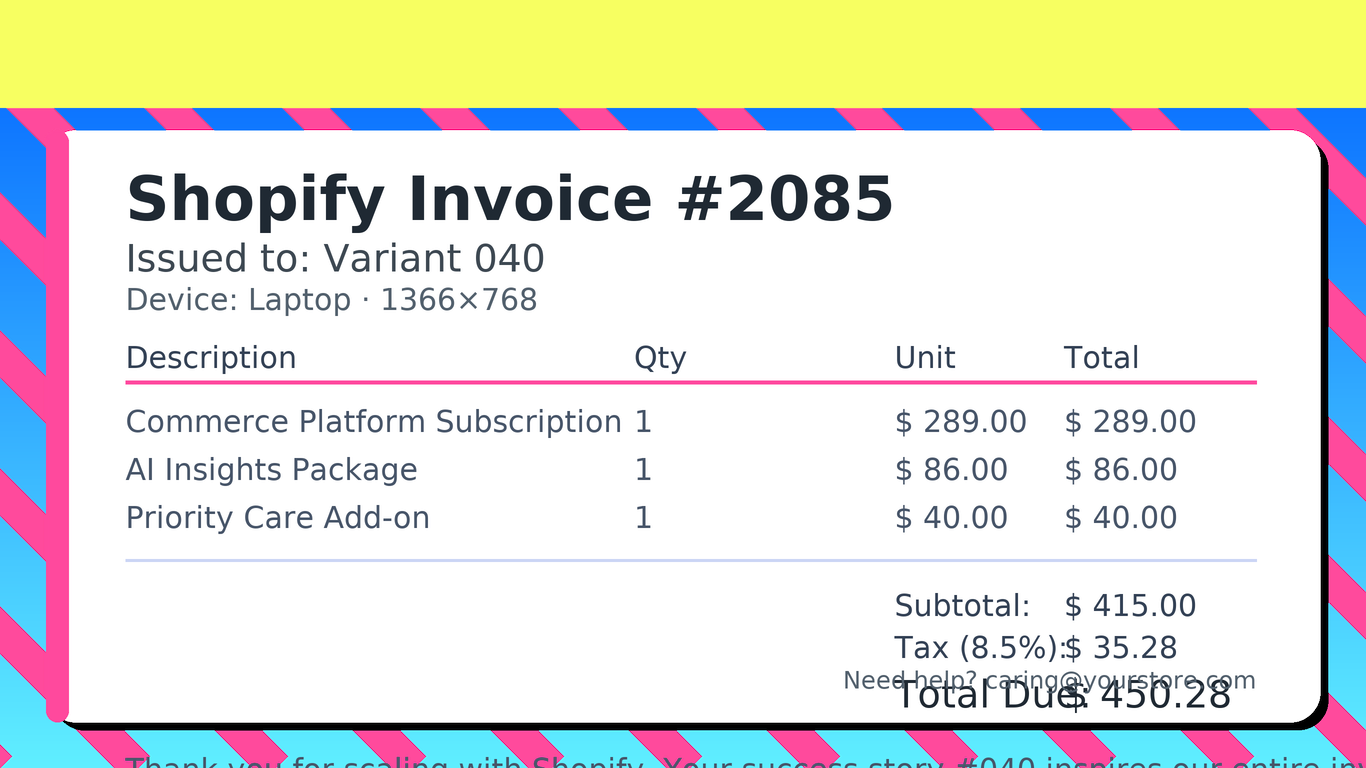 Shopify Invoice #2085
Issued to: Variant 040
Device: Laptop · 1366×768
Description Qty Unit Total
Commerce Platform Subscription 1 $ 289.00 $ 289.00
AI Insights Package 1 $ 86.00 $ 86.00
Priority Care Add-on 1 $ 40.00 $ 40.00
Subtotal: $ 415.00
Tax (8.5%): $ 35.28
Need help? caring@yourstore.com
Total Due: $ 450.28
Thank you for scaling with Shopify. Your success story #040 inspires our entire